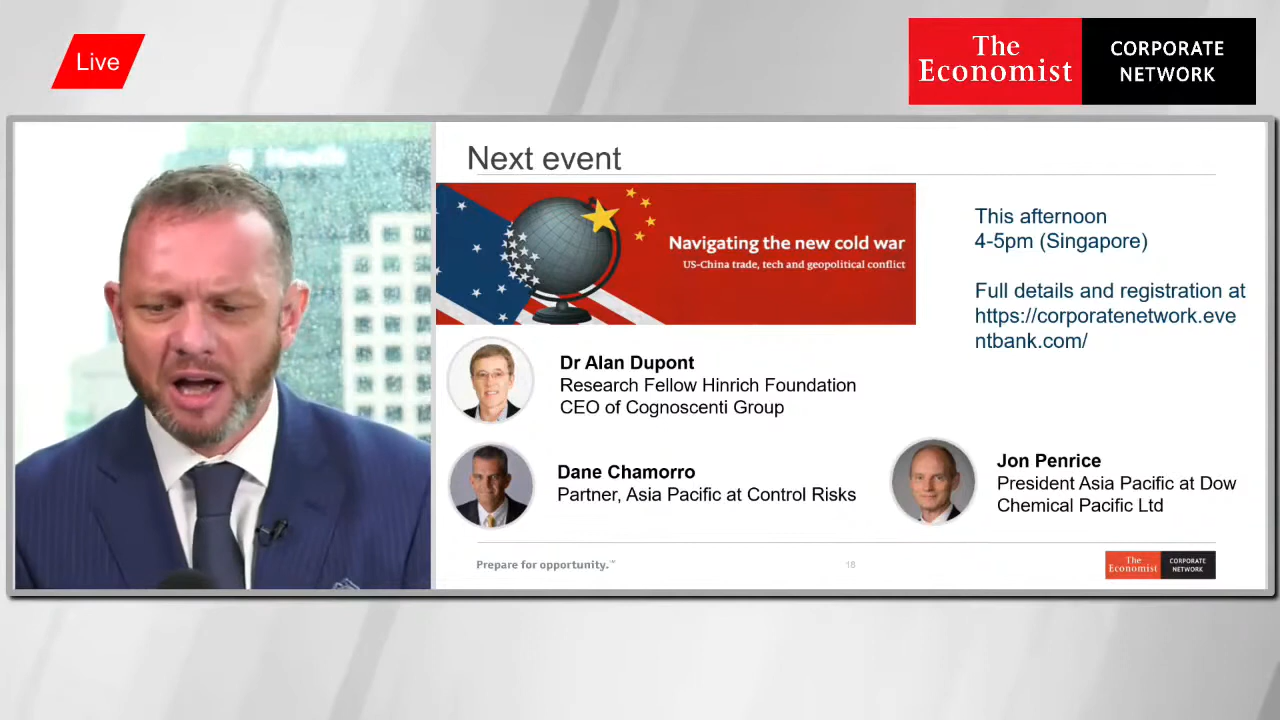 Live
The
Economist
CORPORATE
NETWORK
Next event
Navigating the new cold war
US-China trade, tech and geopolitical conflict
This afternoon
4-5pm (Singapore)
Full details and registration at
https://corporatenetwork.eve
ntbank.com/
Dr Alan Dupont
Research Fellow Hinrich Foundation
CEO of Cognoscenti Group
Dane Chamorro
Partner, Asia Pacific at Control Risks
Jon Penrice
President Asia Pacific at Dow
Chemical Pacific Ltd
Prepare for opportunity.™
18
The
Economist
CORPORATE
NETWORK